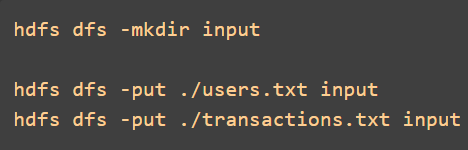 hdfs dfs -mkdir input
hdfs dfs -put ./users.txt input
hdfs dfs -put ./transactions.txt input